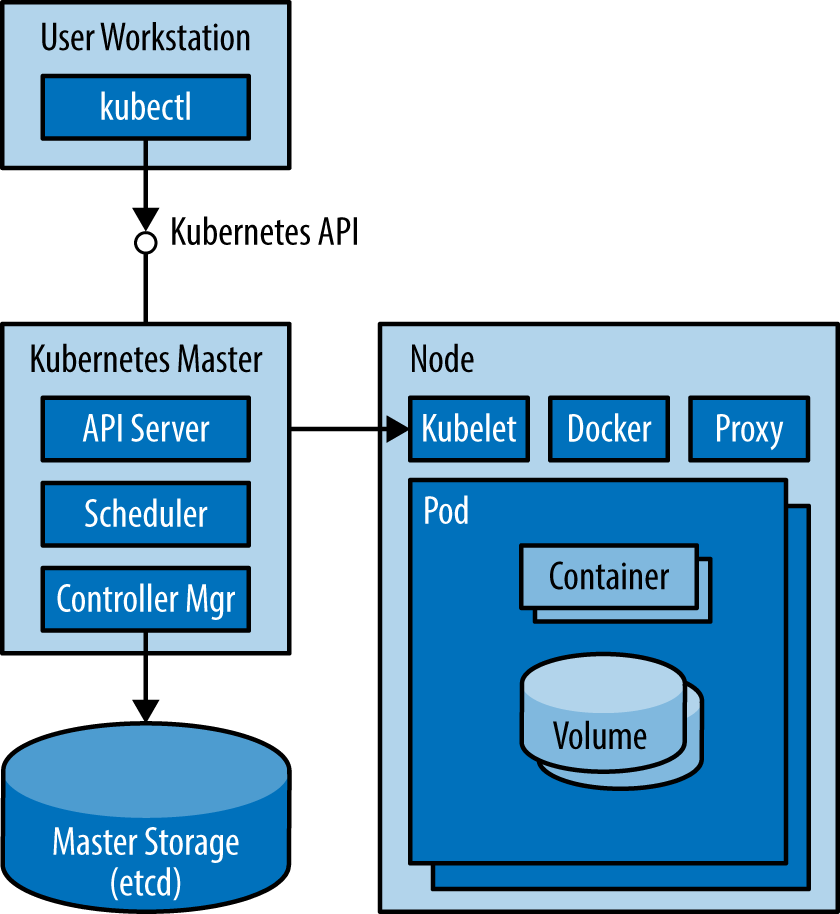 User Workstation
kubectl
Kubernetes API
Kubernetes Master
API Server
Scheduler
Controller Mgr
Master Storage
(etcd)
Node
Kubelet
Docker
Proxy
Pod
Container
Volume